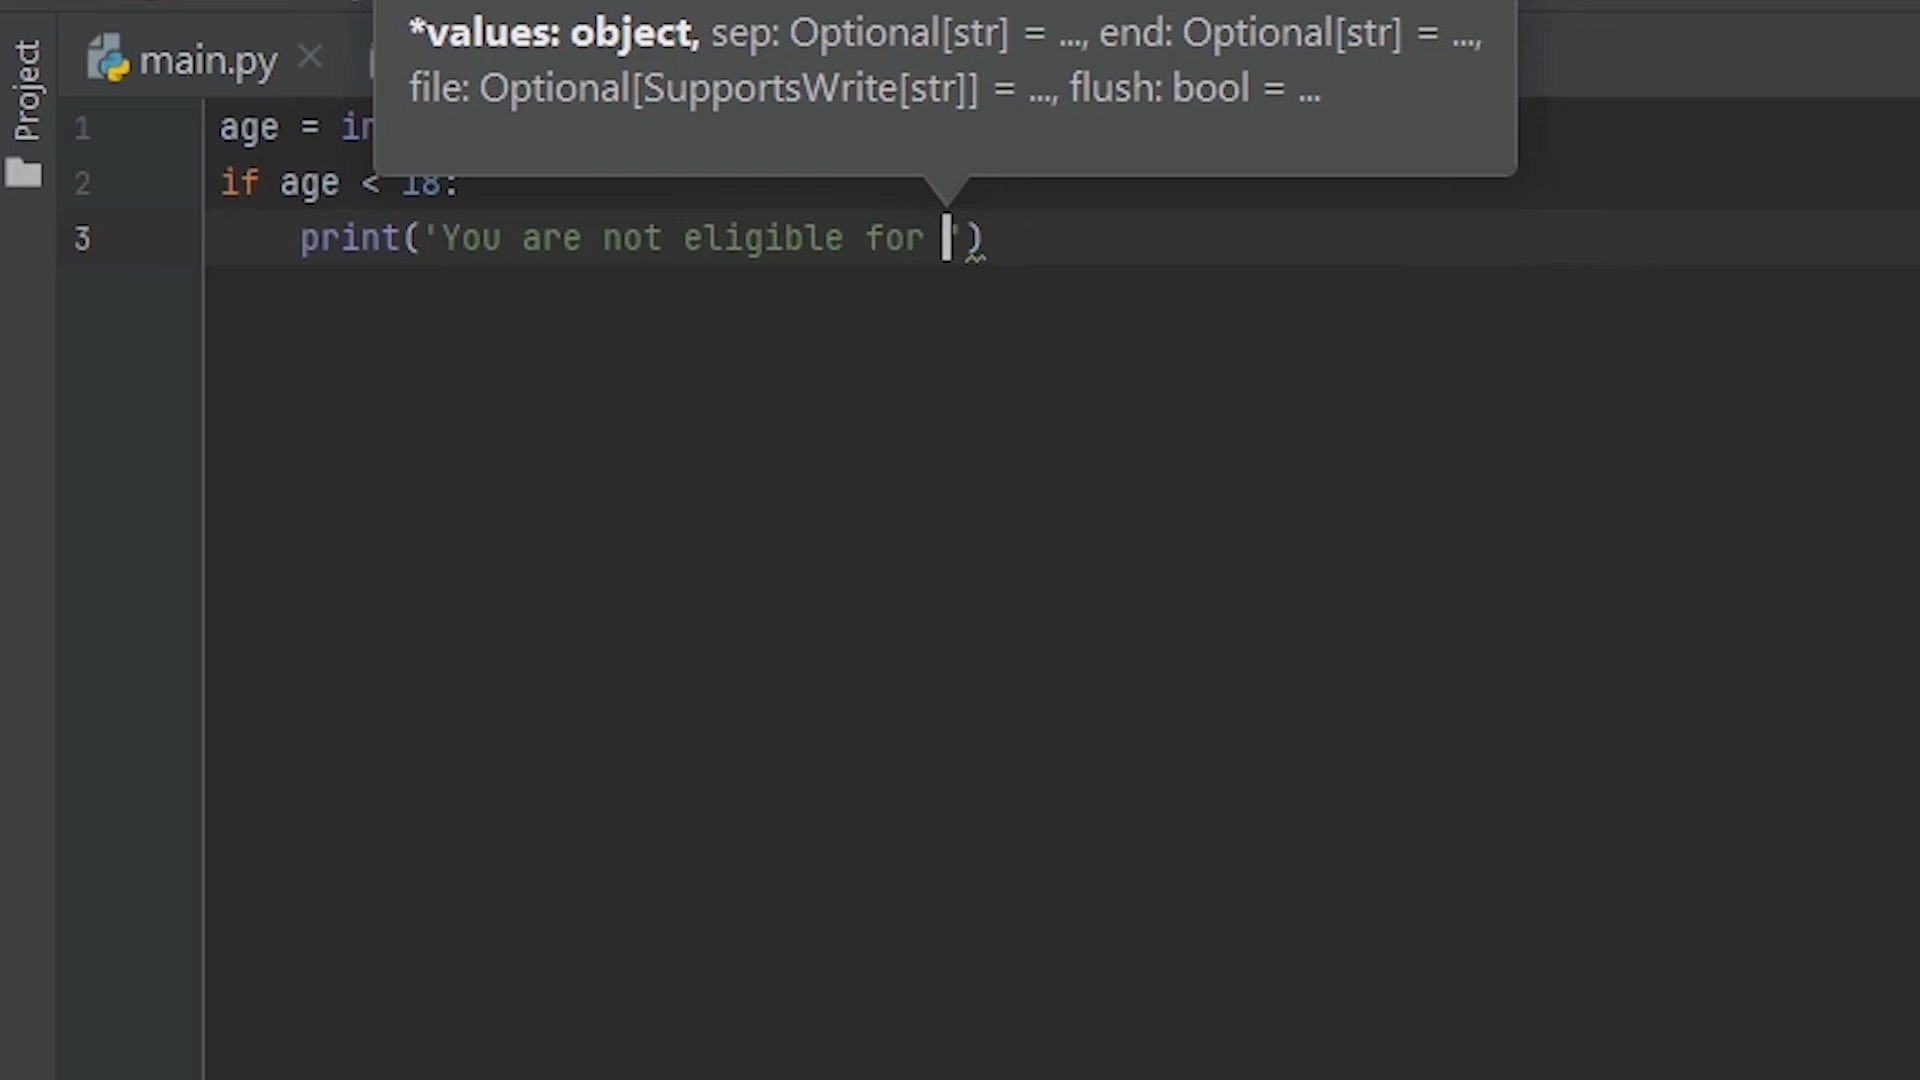 *values: object, sep: Optional[str] = ..., end: Optional[str] = ...,
file: Optional[SupportsWrite[str]] = ..., flush: bool = ...
Project
main.py
1 age = in
2 if age < 18:
3 print('You are not eligible for ')